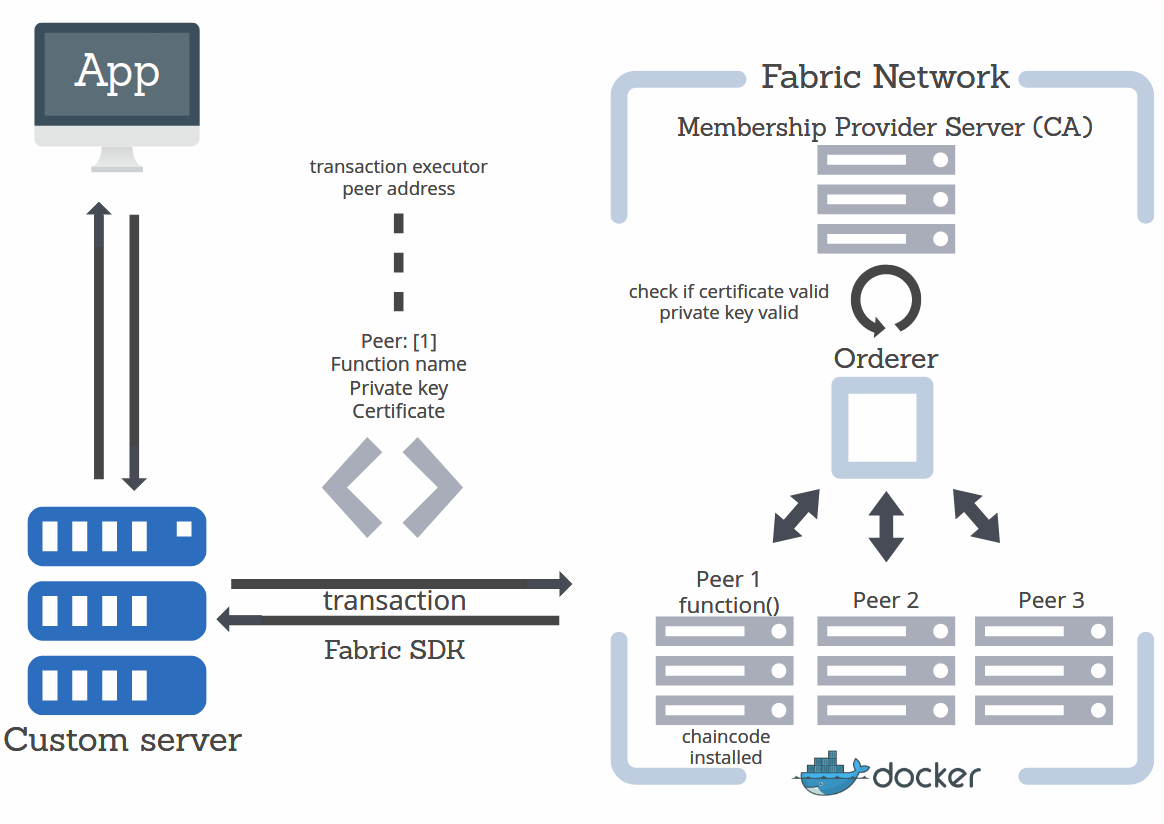 App
transaction executor
peer address
Peer: [1]
Function name
Private key
Certificate
transaction
Fabric SDK
Custom server
Fabric Network
Membership Provider Server (CA)
check if certificate valid
private key valid
Orderer
Peer 1
function()
Peer 2
Peer 3
chaincode
installed
docker